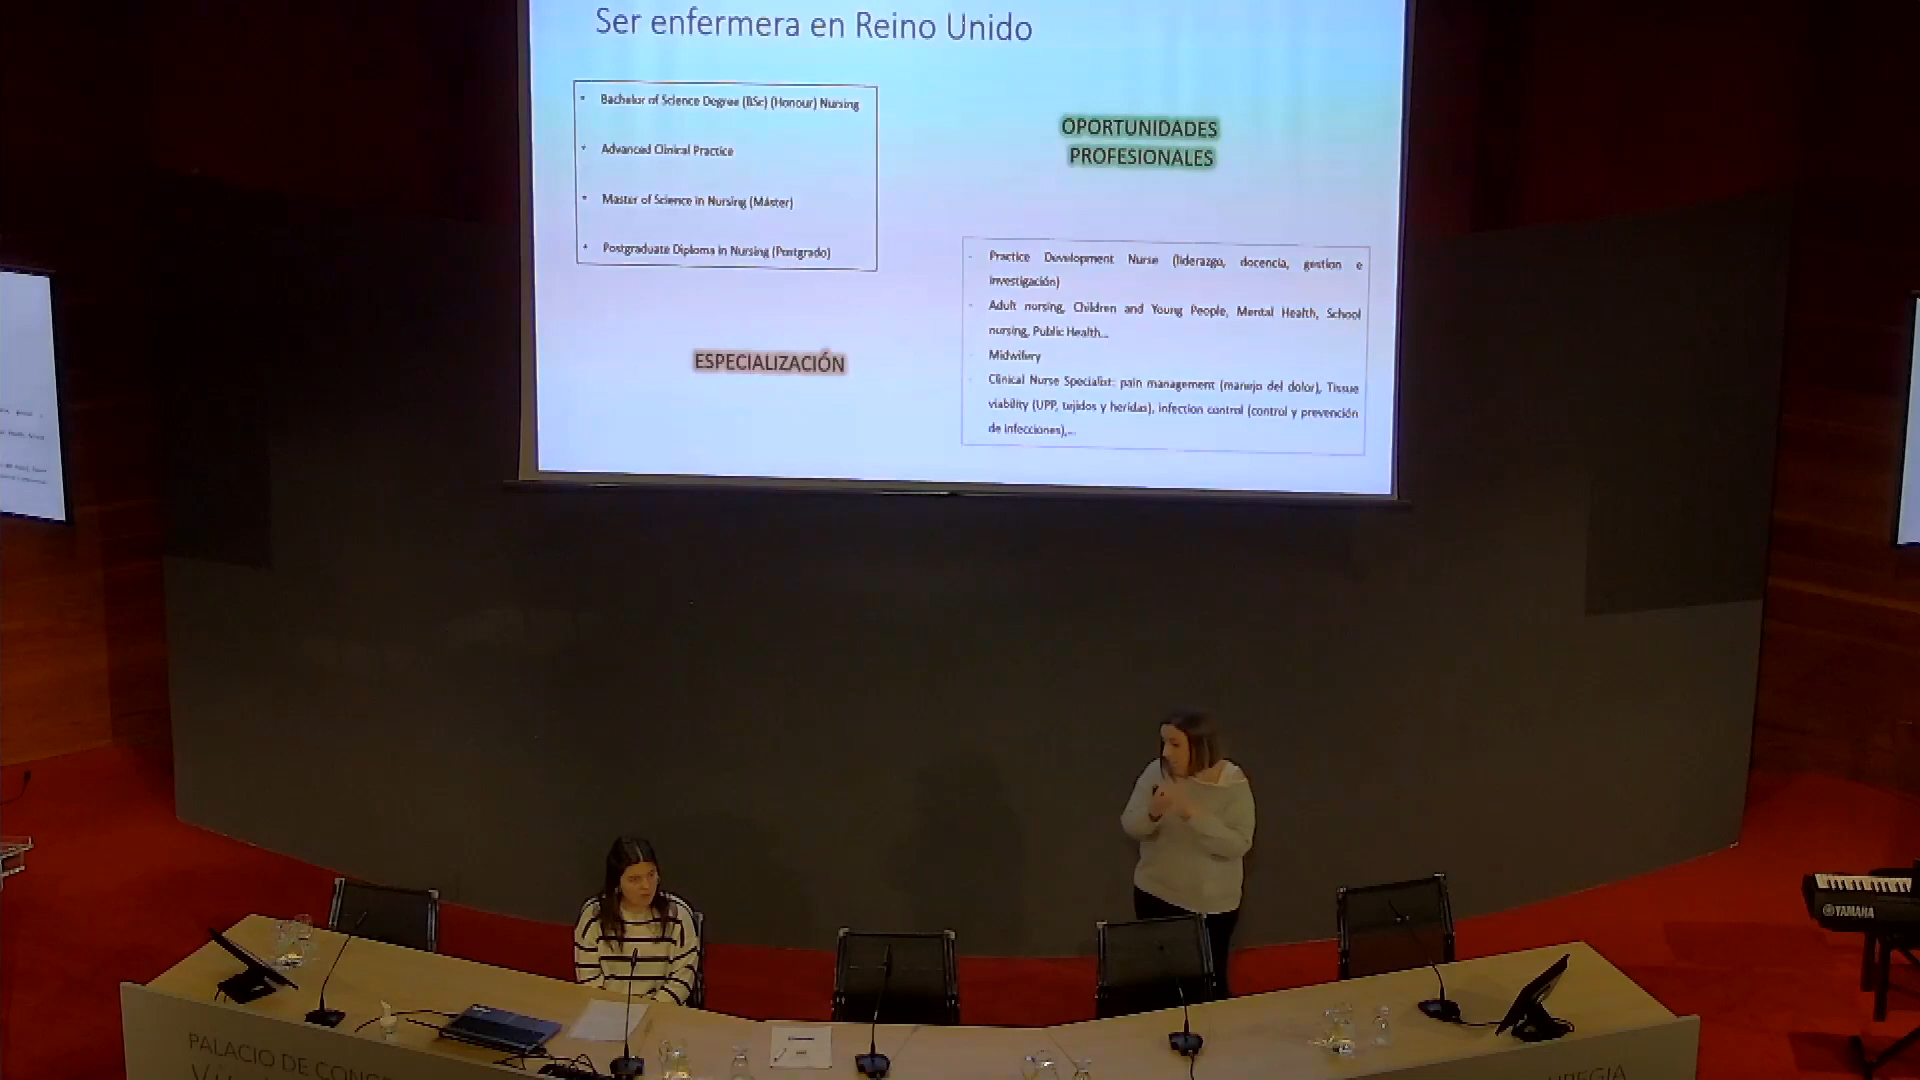 Ser enfermera en Reino Unido
Bachelor of Science Degree (BSc) (Honour) Nursing
Advanced Clinical Practice
Master of Science in Nursing (Máster)
Postgraduate Diploma in Nursing (Postgrado)
OPORTUNIDADES
PROFESIONALES
Practice Development Nurse (liderazgo, docencia, gestion e
investigación)
Adult nursing, Children and Young People, Mental Health, School
nursing, Public Health...
Midwifery
Clinical Nurse Specialist: pain management (manejo del dolor), Tissue
viability (UPP, tejidos y heridas), infection control (control y prevención
de infecciones),...
ESPECIALIZACIÓN
YAMAHA
PALACIO DE CONG